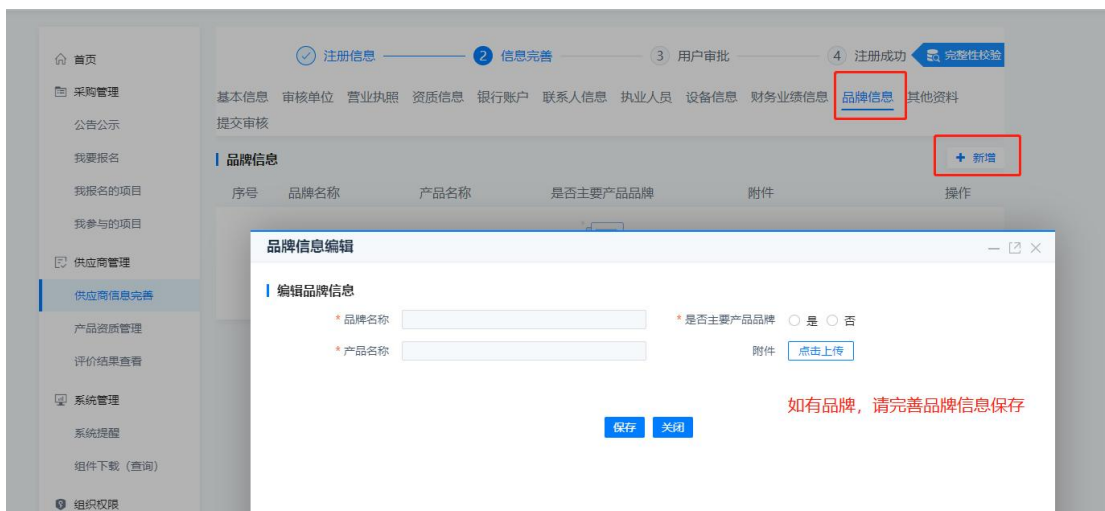 首页
采购管理
公告公示
我要报名
我报名的项目
我参与的项目
供应商管理
供应商信息完善
产品资质管理
评价结果查看
系统管理
系统提醒
组件下载（查询）
组织权限
注册信息 2 信息完善 3 用户审批 4 注册成功 完整性校验
基本信息 审核单位 营业执照 资质信息 银行账户 联系人信息 执业人员 设备信息 财务业绩信息 品牌信息 其他资料
提交审核
品牌信息 + 新增
序号 品牌名称 产品名称 是否主要产品品牌 附件 操作
品牌信息编辑
编辑品牌信息
* 品牌名称 * 是否主要产品品牌 是 否
* 产品名称 附件 点击上传
如有品牌，请完善品牌信息保存
保存 关闭